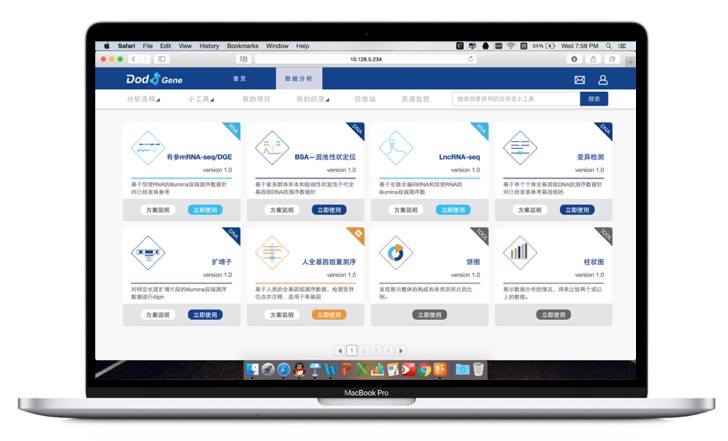 Safari File Edit View History Bookmarks Window Help 54% Wed 7:58 PM
10.128.5.234
Dod Gene 首页 数据分析
分析流程 小工具 我的项目 我的目录 回收站 资源监控 搜索想要使用的流程或小工具 搜索
RNA DNA RNA DNA
有参mRNA-seq/DGE BSA—混池性状定位 LncRNA-seq 变异检测
version 1.0 version 1.0 version 1.0 version 1.0
基于信使RNA的illumina双端测序数据针 基于家系群体亲本和极端性状混池子代全 基于长链非编码RNA和信使RNA的 基于单个个体全基因组DNA的测序数据针
对已经发表参考 基因组DNA的测序数据针 illumina双端测序数 对已经发表参考基因组的
方案说明 立即使用 方案说明 立即使用 方案说明 立即使用 方案说明 立即使用
DNA TOOL TOOL
扩增子 人全基因组重测序 饼图 柱状图
version 1.0 version 1.0 version 1.0 version 1.0
对特定长度扩增片段的illumina双端测序 基于人类的全基因组测序数据，检测变异 直观展示整体的构成和各类别所占的比 展示数据分布的情况，用来比较两个或以
数据进行Alph 位点并注释，适用于单基因 例。 上的数值。
方案说明 立即使用 方案说明 立即使用 立即使用 立即使用
1 2 3 4
MacBook Pro